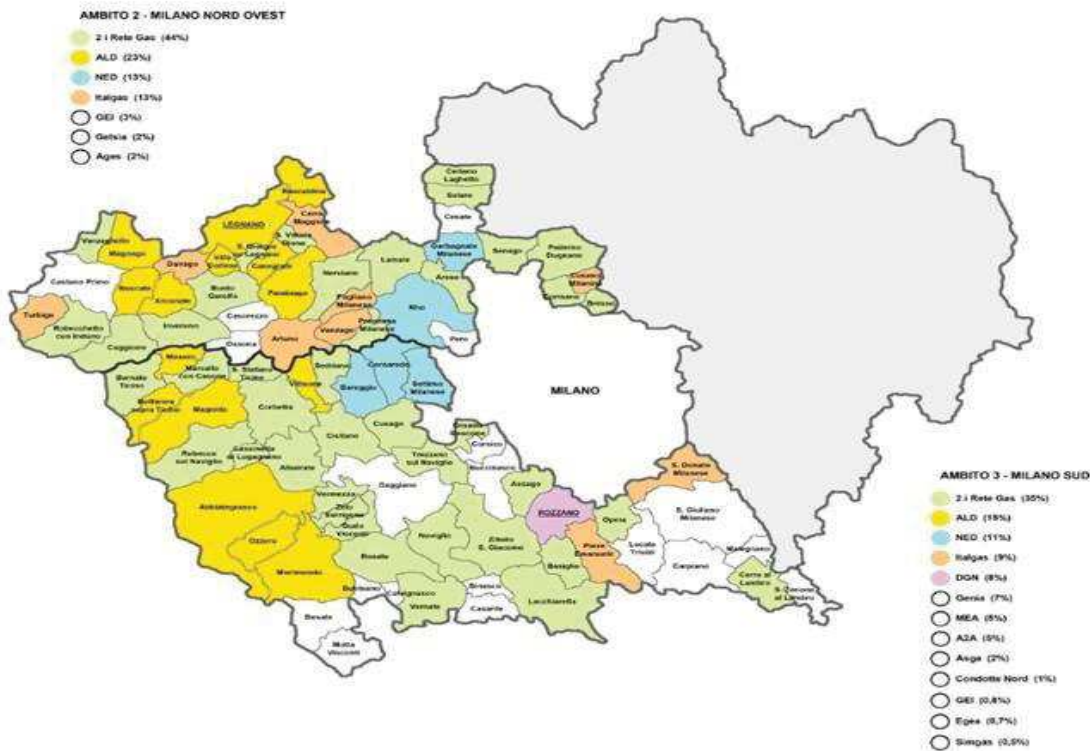 AMBITO 2 - MILANO NORD OVEST
2 i Rete Gas (44%)
ALD (23%)
NED (13%)
Italgas (13%)
GEI (3%)
Gelsia (2%)
Ages (2%)
Ceriano
Laghetto
Solaro
Cesate
Rescaldina
LEGNANO
Cerro
Maggiore
S. Vittore
Olona
S. Giorgio
su Legnano
Villa
Cortese
Canegrate
Vanzaghello
Magnago
Dairago
Castano Primo
Buscate
Arconate
Busto
Garolfo
Parabiago
Nerviano
Lainate
Garbagnate
Milanese
Senago
Paderno
Dugnano
Cusano
Milanino
Cormano
Bresso
Arese
Rho
Pogliano
Milanese
Pregnana
Milanese
Vanzago
Casorezzo
Turbigo
Robecchetto
con Induno
Inveruno
Cuggiono
Ossona
Arluno
Pero
MILANO
Bernate
Ticino
Mesero
Marcallo
con Casone
S. Stefano
Ticino
Vittuone
Sedriano
Bareggio
Cornaredo
Settimo
Milanese
Boffalora
sopra Ticino
Magenta
Corbetta
Cusago
Cisliano
Robecco
sul Naviglio
Cassinetta
di Lugagnano
Albairate
Trezzano
sul Naviglio
Cesano
Boscone
Corsico
Buccinasco
Gaggiano
Assago
ROZZANO
S. Donato
Milanese
Abbiategrasso
Vermezzo
Zelo
Surrigone
Gudo
Visconti
Ozzero
Morimondo
Rosate
Noviglio
Zibido
S. Giacomo
Opera
Pieve
Emanuele
Locate
Triulzi
S. Giuliano
Milanese
Melegnano
Carpiano
Cerro al
Lambro
S. Zenone
al Lambro
Basiglio
Lacchiarella
Binasco
Casarile
Vernate
Calvignasco
Bubbiano
Besate
Motta
Visconti
AMBITO 3 - MILANO SUD
2 i Rete Gas (35%)
ALD (15%)
NED (11%)
Italgas (9%)
DGN (8%)
Genia (7%)
MEA (5%)
A2A (5%)
Asga (2%)
Condotte Nord (1%)
GEI (0,8%)
Egea (0,7%)
Simgas (0,5%)